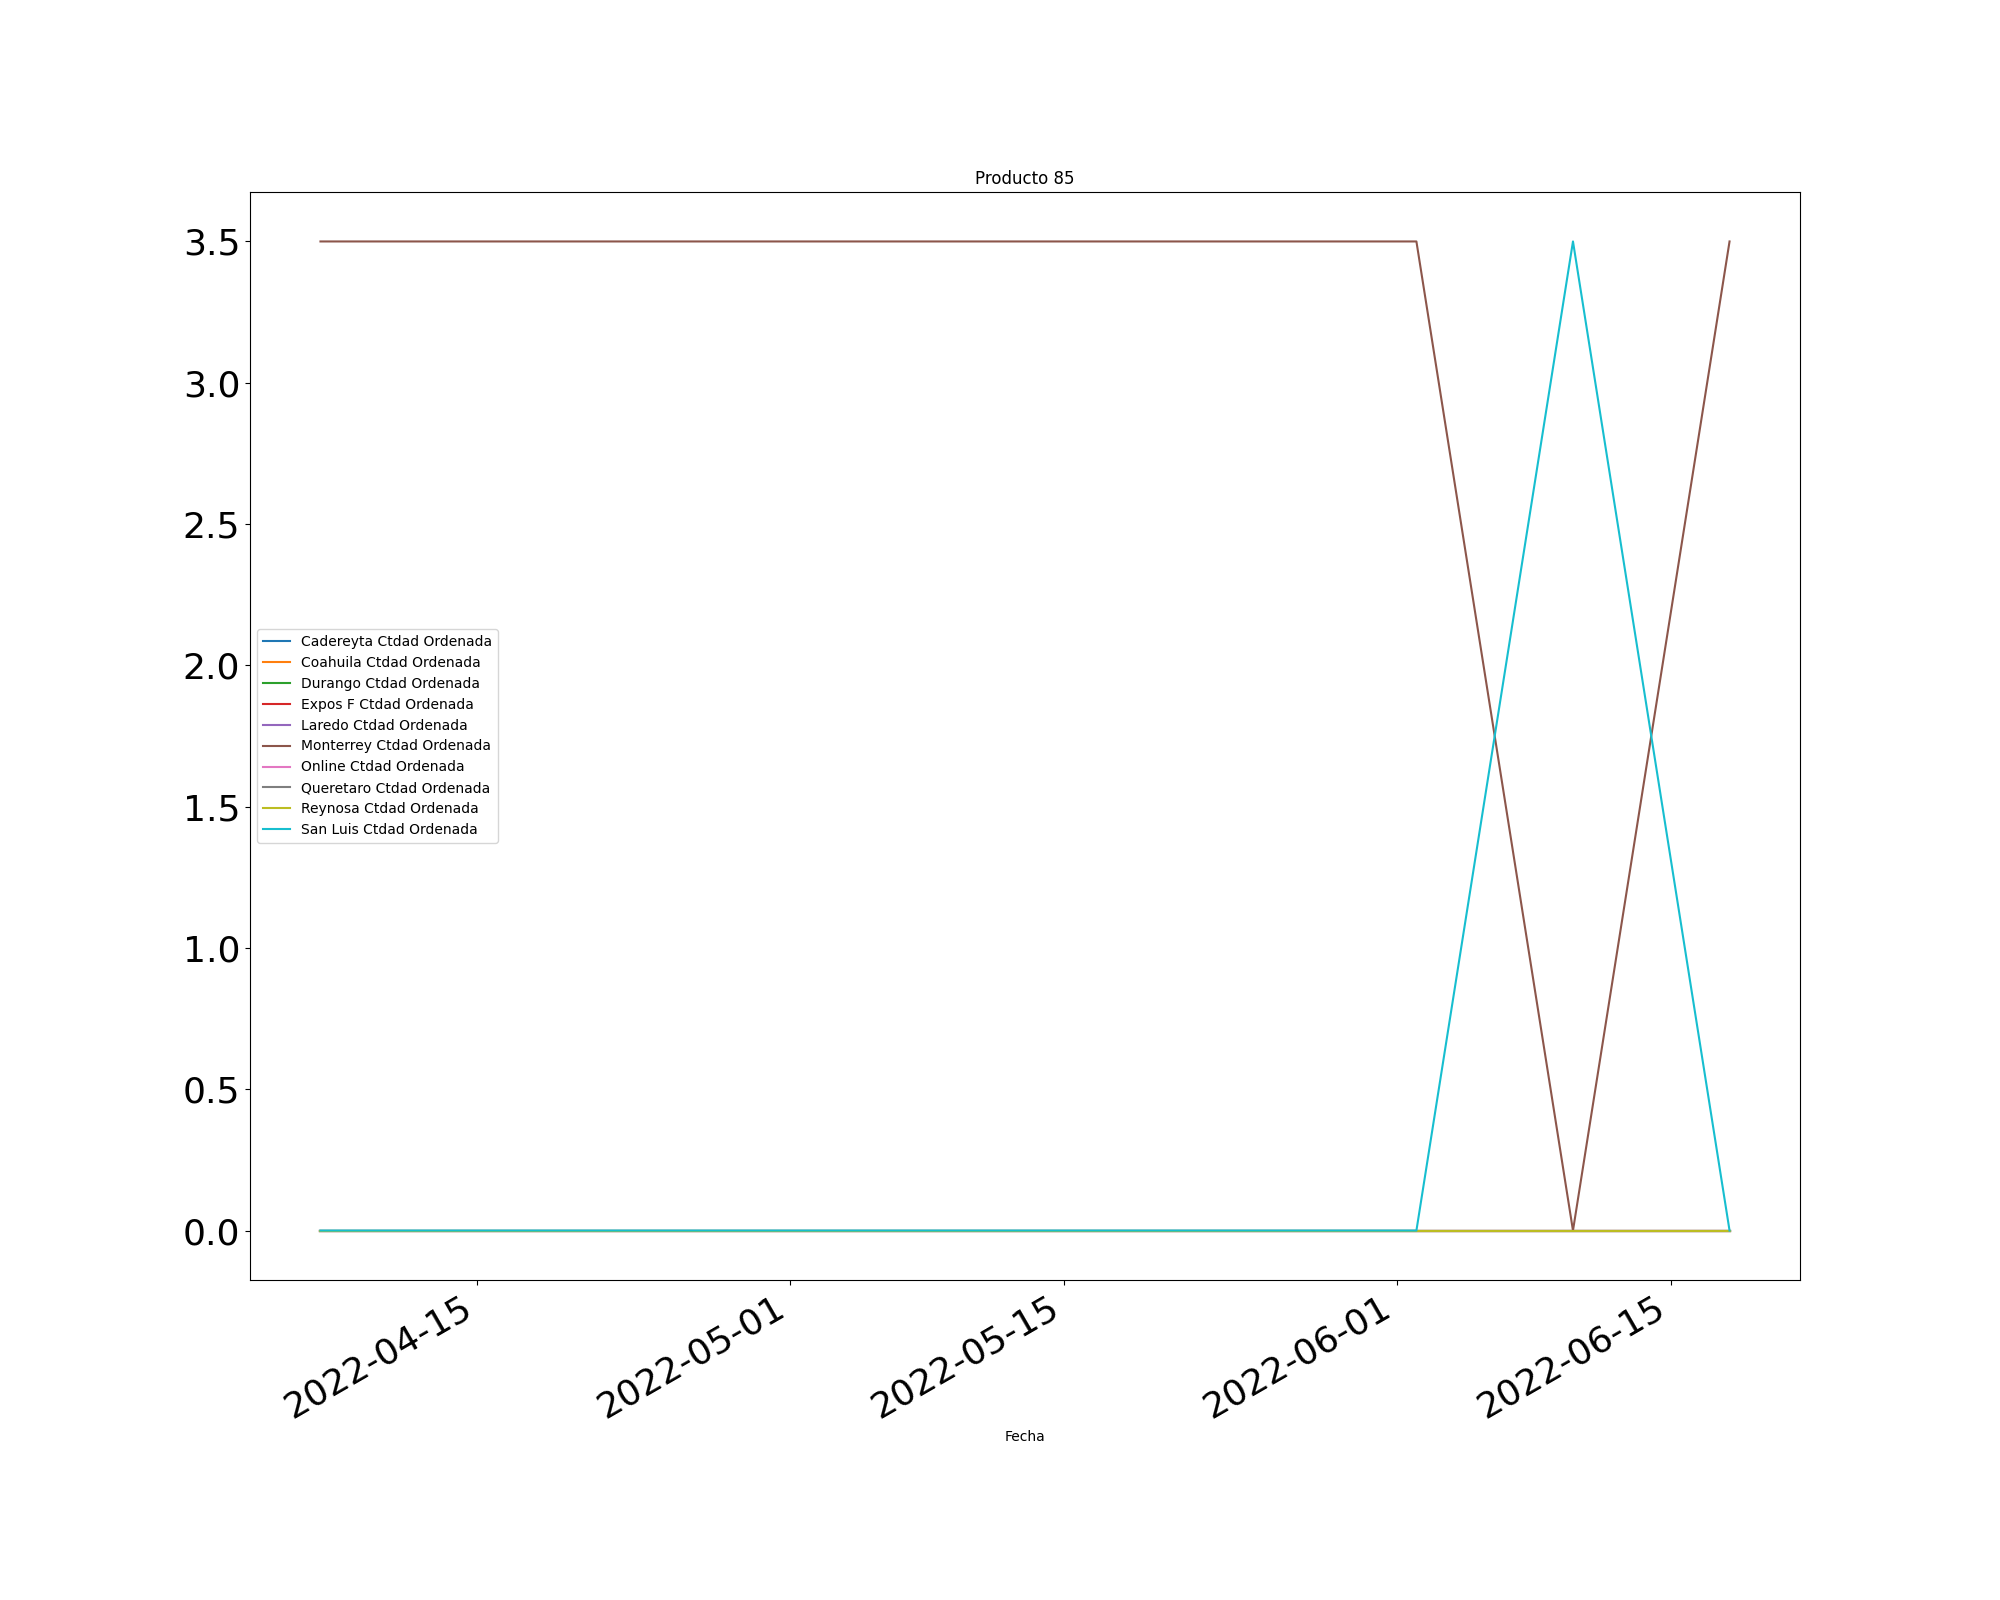 Producto 85
3.5
3.0
2.5
2.0
1.5
1.0
0.5
0.0
Cadereyta Ctdad Ordenada
Coahuila Ctdad Ordenada
Durango Ctdad Ordenada
Expos F Ctdad Ordenada
Laredo Ctdad Ordenada
Monterrey Ctdad Ordenada
Online Ctdad Ordenada
Queretaro Ctdad Ordenada
Reynosa Ctdad Ordenada
San Luis Ctdad Ordenada
2022-04-15
2022-05-01
2022-05-15
2022-06-01
2022-06-15
Fecha